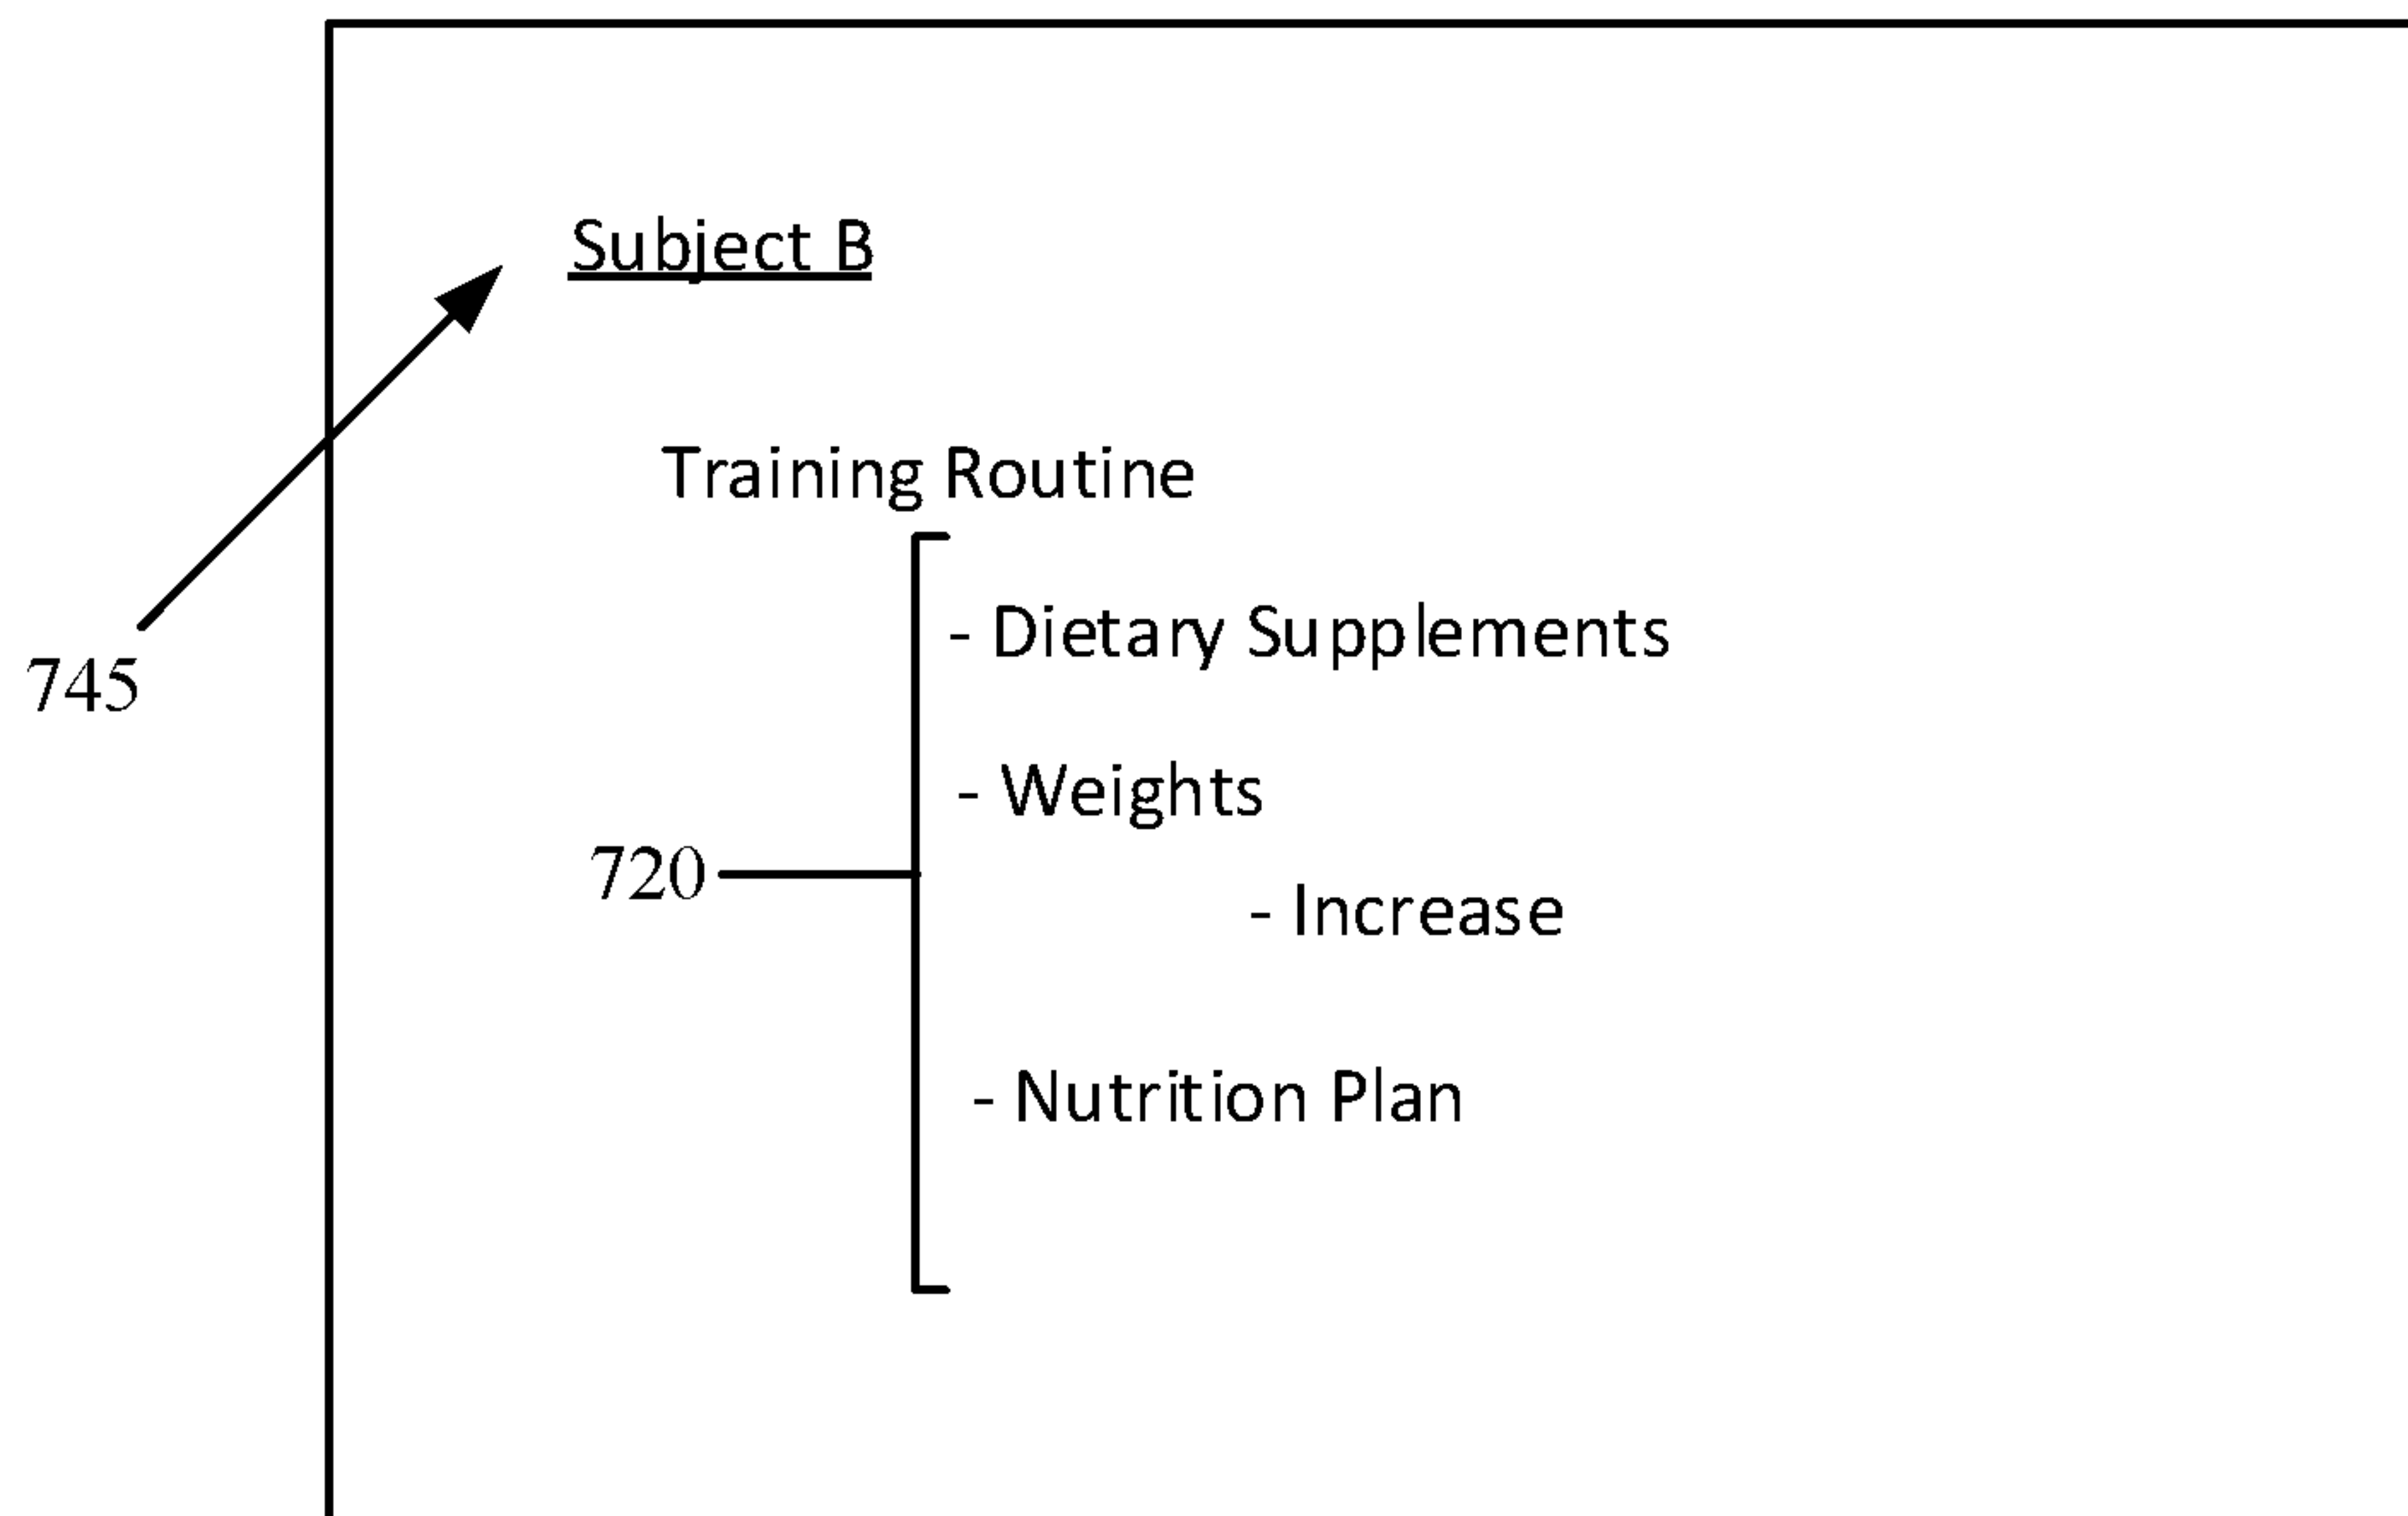 Subject B
Training Routine
- Dietary Supplements
745
- Weights
720
- Increase
- Nutrition Plan